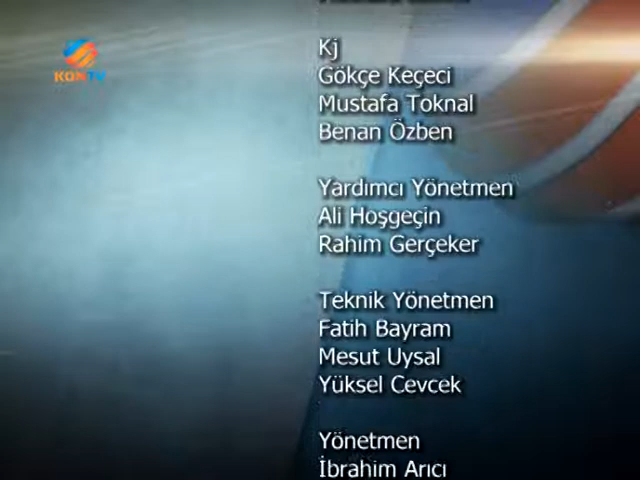 KONTV
Kj
Gökçe Keçeci
Mustafa Toknal
Benan Özben
Yardımcı Yönetmen
Ali Hoşgeçin
Rahim Gerçeker
Teknik Yönetmen
Fatih Bayram
Mesut Uysal
Yüksel Cevcek
Yönetmen
İbrahim Arıcı